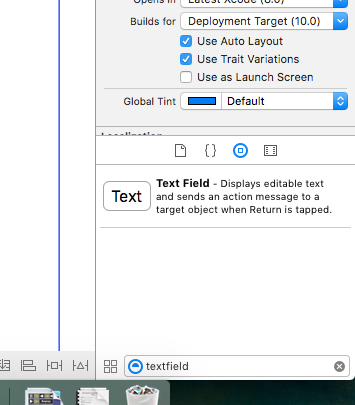 Opens in Latest Xcode (8.0)
Builds for Deployment Target (10.0)
Use Auto Layout
Use Trait Variations
Use as Launch Screen
Global Tint Default
Localization
Text Text Field - Displays editable text
and sends an action message to a
target object when Return is tapped.
textfield